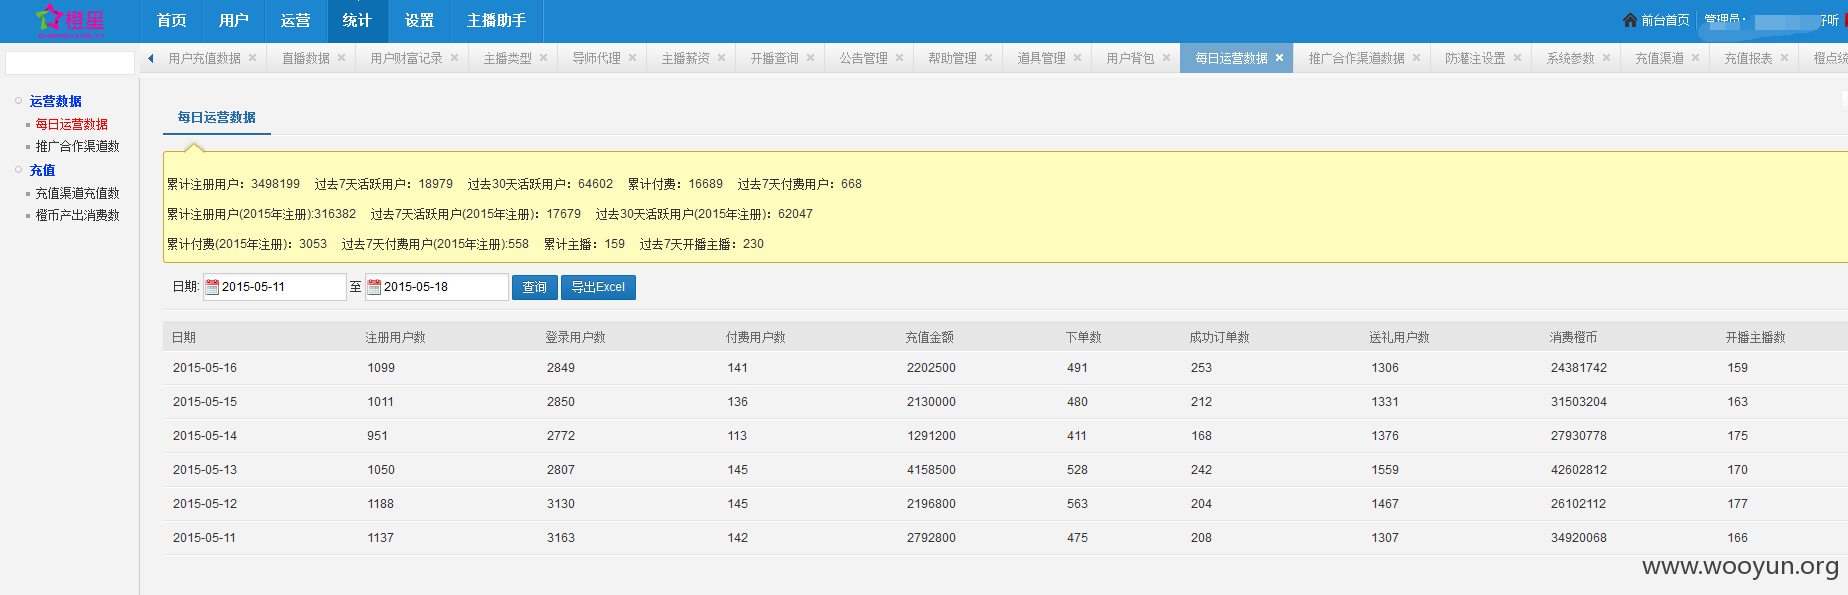 橙星
首页 用户 运营 统计 设置 主播助手 前台首页 管理员:
用户充值数据 直播数据 用户财富记录 主播类型 导师代理 主播薪资 开播查询 公告管理 帮助管理 道具管理 用户背包 每日运营数据 推广合作渠道数据 防灌注设置 系统参数 充值渠道 充值报表 橙点统
运营数据
每日运营数据
推广合作渠道数
充值
充值渠道充值数
橙币产出消费数
每日运营数据
累计注册用户：3498199 过去7天活跃用户：18979 过去30天活跃用户：64602 累计付费：16689 过去7天付费用户：668
累计注册用户(2015年注册):316382 过去7天活跃用户(2015年注册)：17679 过去30天活跃用户(2015年注册)：62047
累计付费(2015年注册)：3053 过去7天付费用户(2015年注册):558 累计主播：159 过去7天开播主播：230
日期: 2015-05-11 至 2015-05-18 查询 导出Excel
日期 注册用户数 登录用户数 付费用户数 充值金额 下单数 成功订单数 送礼用户数 消费橙币 开播主播数
2015-05-16 1099 2849 141 2202500 491 253 1306 24381742 159
2015-05-15 1011 2850 136 2130000 480 212 1331 31503204 163
2015-05-14 951 2772 113 1291200 411 168 1376 27930778 175
2015-05-13 1050 2807 145 4158500 528 242 1559 42602812 170
2015-05-12 1188 3130 145 2196800 563 204 1467 26102112 177
2015-05-11 1137 3163 142 2792800 475 208 1307 34920068 166
www.wooyun.org